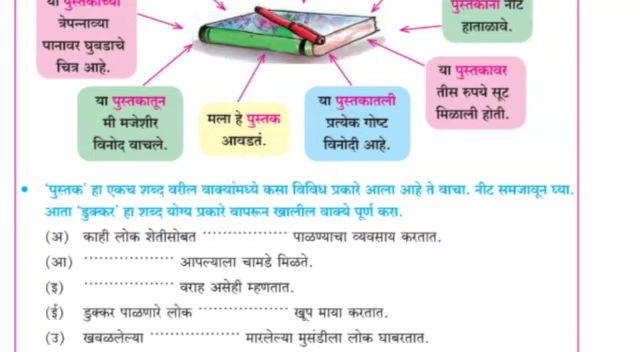 या पुस्तकाच्या
त्रेपन्नाव्या
पानावर घुबडाचे
चित्र आहे.
पुस्तकाना नीट
हाताळावे.
या पुस्तकावर
तीस रुपये सूट
मिळाली होती.
या पुस्तकातून
मी मजेशीर
विनोद वाचले.
मला हे पुस्तक
आवडतं.
या पुस्तकातली
प्रत्येक गोष्ट
विनोदी आहे.
• 'पुस्तक' हा एकच शब्द वरील वाक्यांमध्ये कसा विविध प्रकारे आला आहे ते वाचा. नीट समजावून घ्या.
आता 'डुक्कर' हा शब्द योग्य प्रकारे वापरून खालील वाक्ये पूर्ण करा.
(अ) काही लोक शेतीसोबत .................... पाळण्याचा व्यवसाय करतात.
(आ) .................... आपल्याला चामडे मिळते.
(इ) .................... वराह असेही म्हणतात.
(ई) डुक्कर पाळणारे लोक .................... खूप माया करतात.
(उ) खवळलेल्या .................... मारलेल्या मुसंडीला लोक घाबरतात.